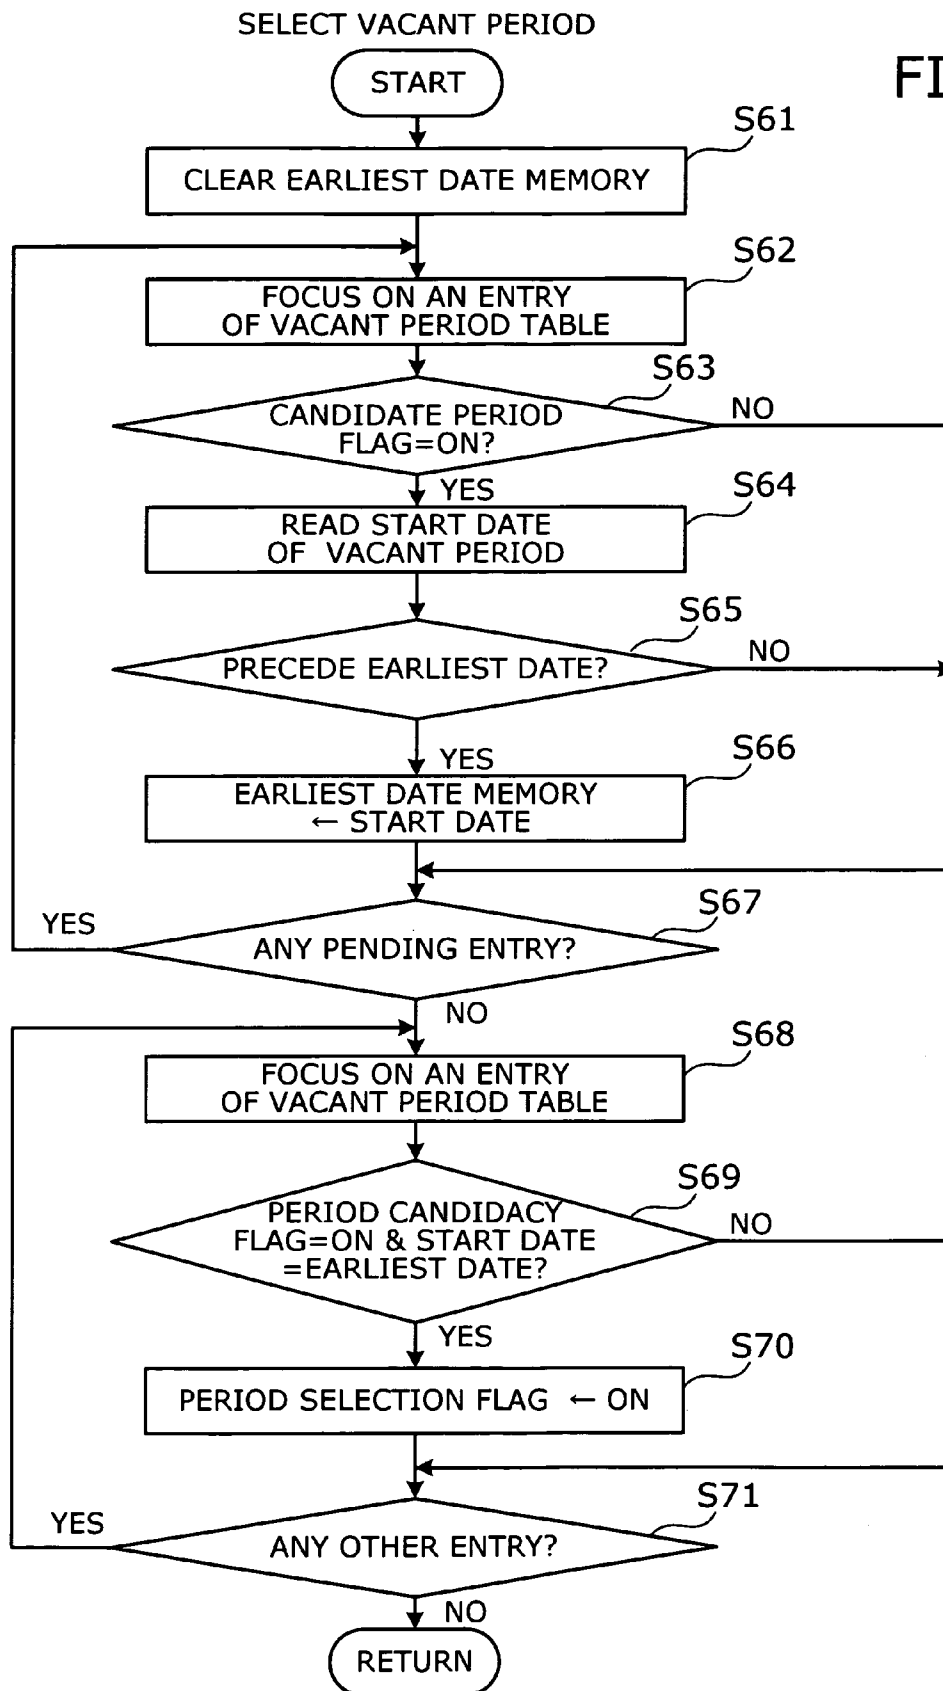 SELECT VACANT PERIOD
START
FI
S61
CLEAR EARLIEST DATE MEMORY
S62
FOCUS ON AN ENTRY
OF VACANT PERIOD TABLE
S63
CANDIDATE PERIOD
FLAG=ON?
NO
YES
S64
READ START DATE
OF VACANT PERIOD
S65
PRECEDE EARLIEST DATE?
NO
YES
S66
EARLIEST DATE MEMORY
← START DATE
S67
YES
ANY PENDING ENTRY?
NO
S68
FOCUS ON AN ENTRY
OF VACANT PERIOD TABLE
S69
PERIOD CANDIDACY
FLAG=ON & START DATE
=EARLIEST DATE?
NO
YES
S70
PERIOD SELECTION FLAG ← ON
S71
YES
ANY OTHER ENTRY?
NO
RETURN